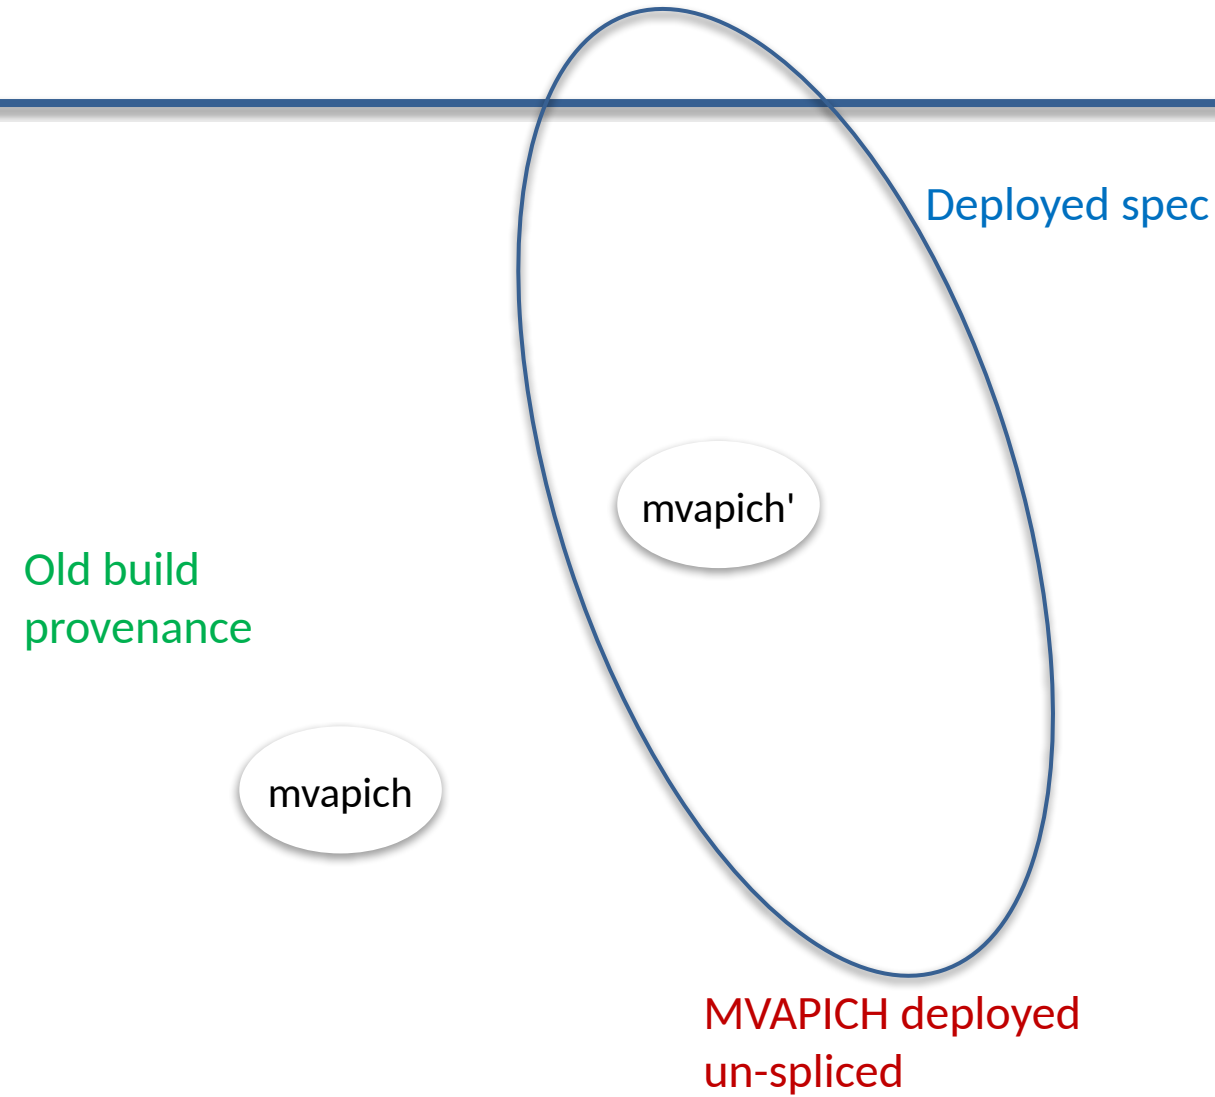 Deployed spec
mvapich'
Old build
provenance
mvapich
MVAPICH deployed
un-spliced